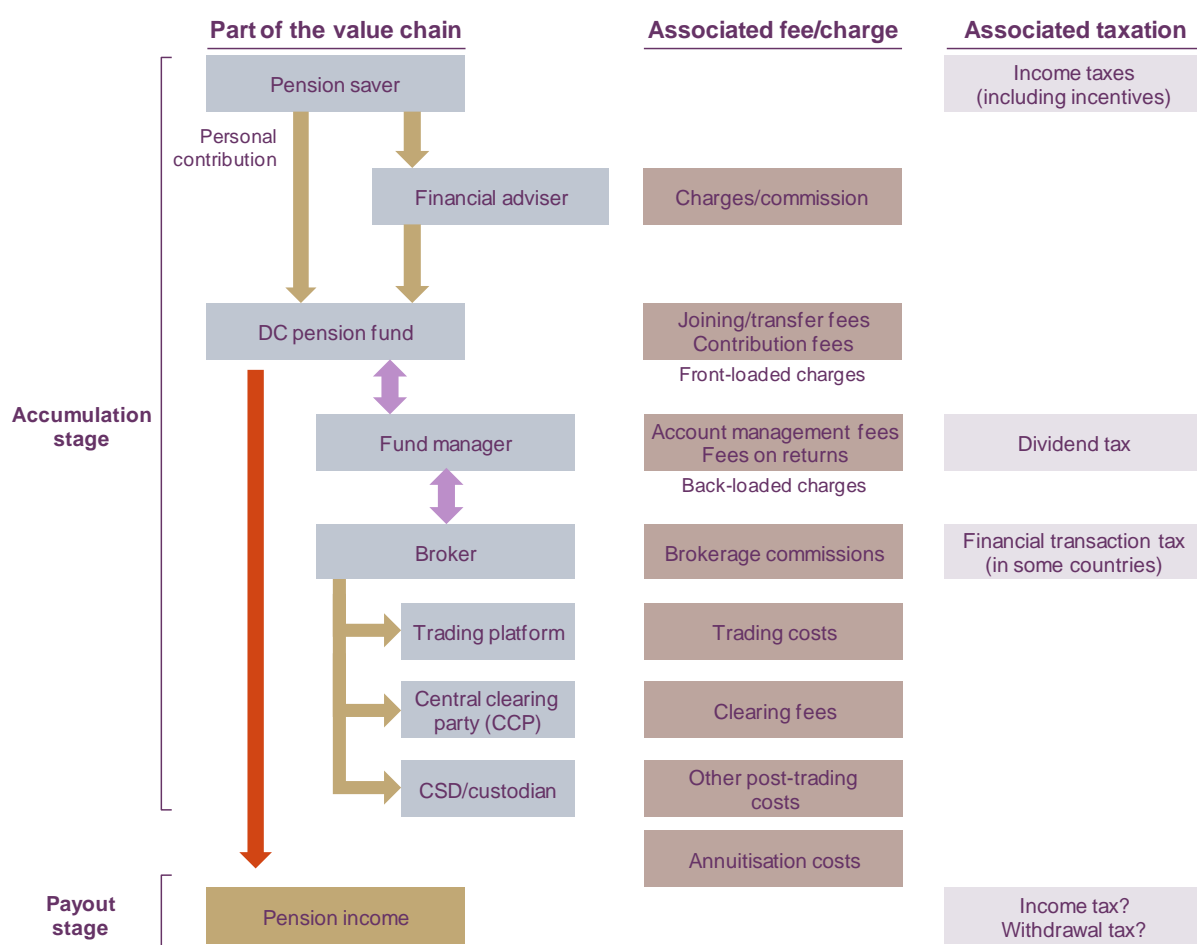 Part of the value chain
Associated fee/charge
Associated taxation
Pension saver
Income taxes
(including incentives)
Personal
contribution
Financial adviser
Charges/commission
DC pension fund
Joining/transfer fees
Contribution fees
Front-loaded charges
Accumulation
stage
Fund manager
Account management fees
Fees on returns
Dividend tax
Back-loaded charges
Broker
Brokerage commissions
Financial transaction tax
(in some countries)
Trading platform
Trading costs
Central clearing
party (CCP)
Clearing fees
CSD/custodian
Other post-trading
costs
Annuitisation costs
Payout
stage
Pension income
Income tax?
Withdrawal tax?